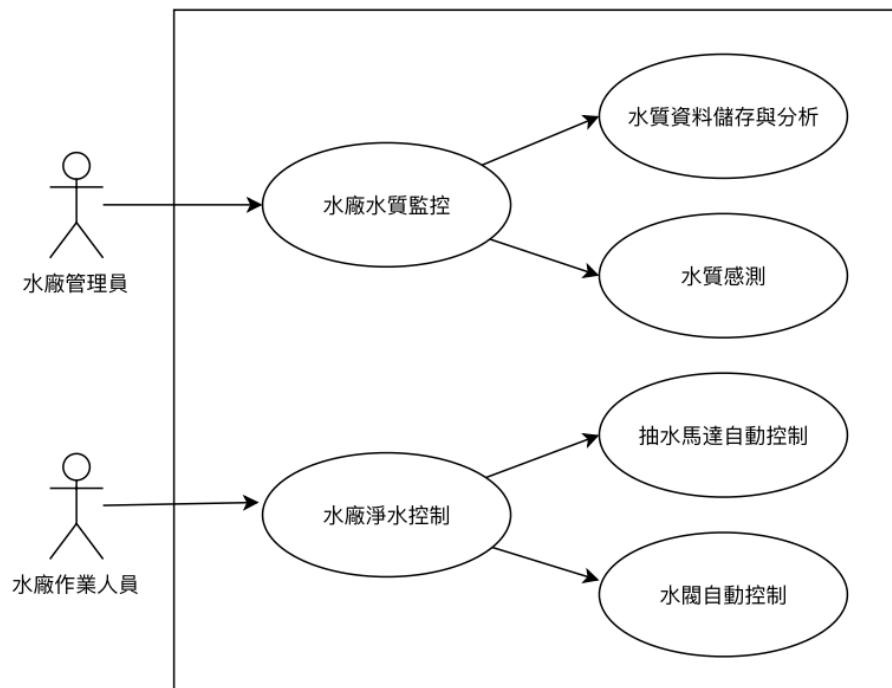 水質資料儲存與分析
水廠水質監控
水廠管理員
水質感測
抽水馬達自動控制
水廠淨水控制
水廠作業人員
水閥自動控制